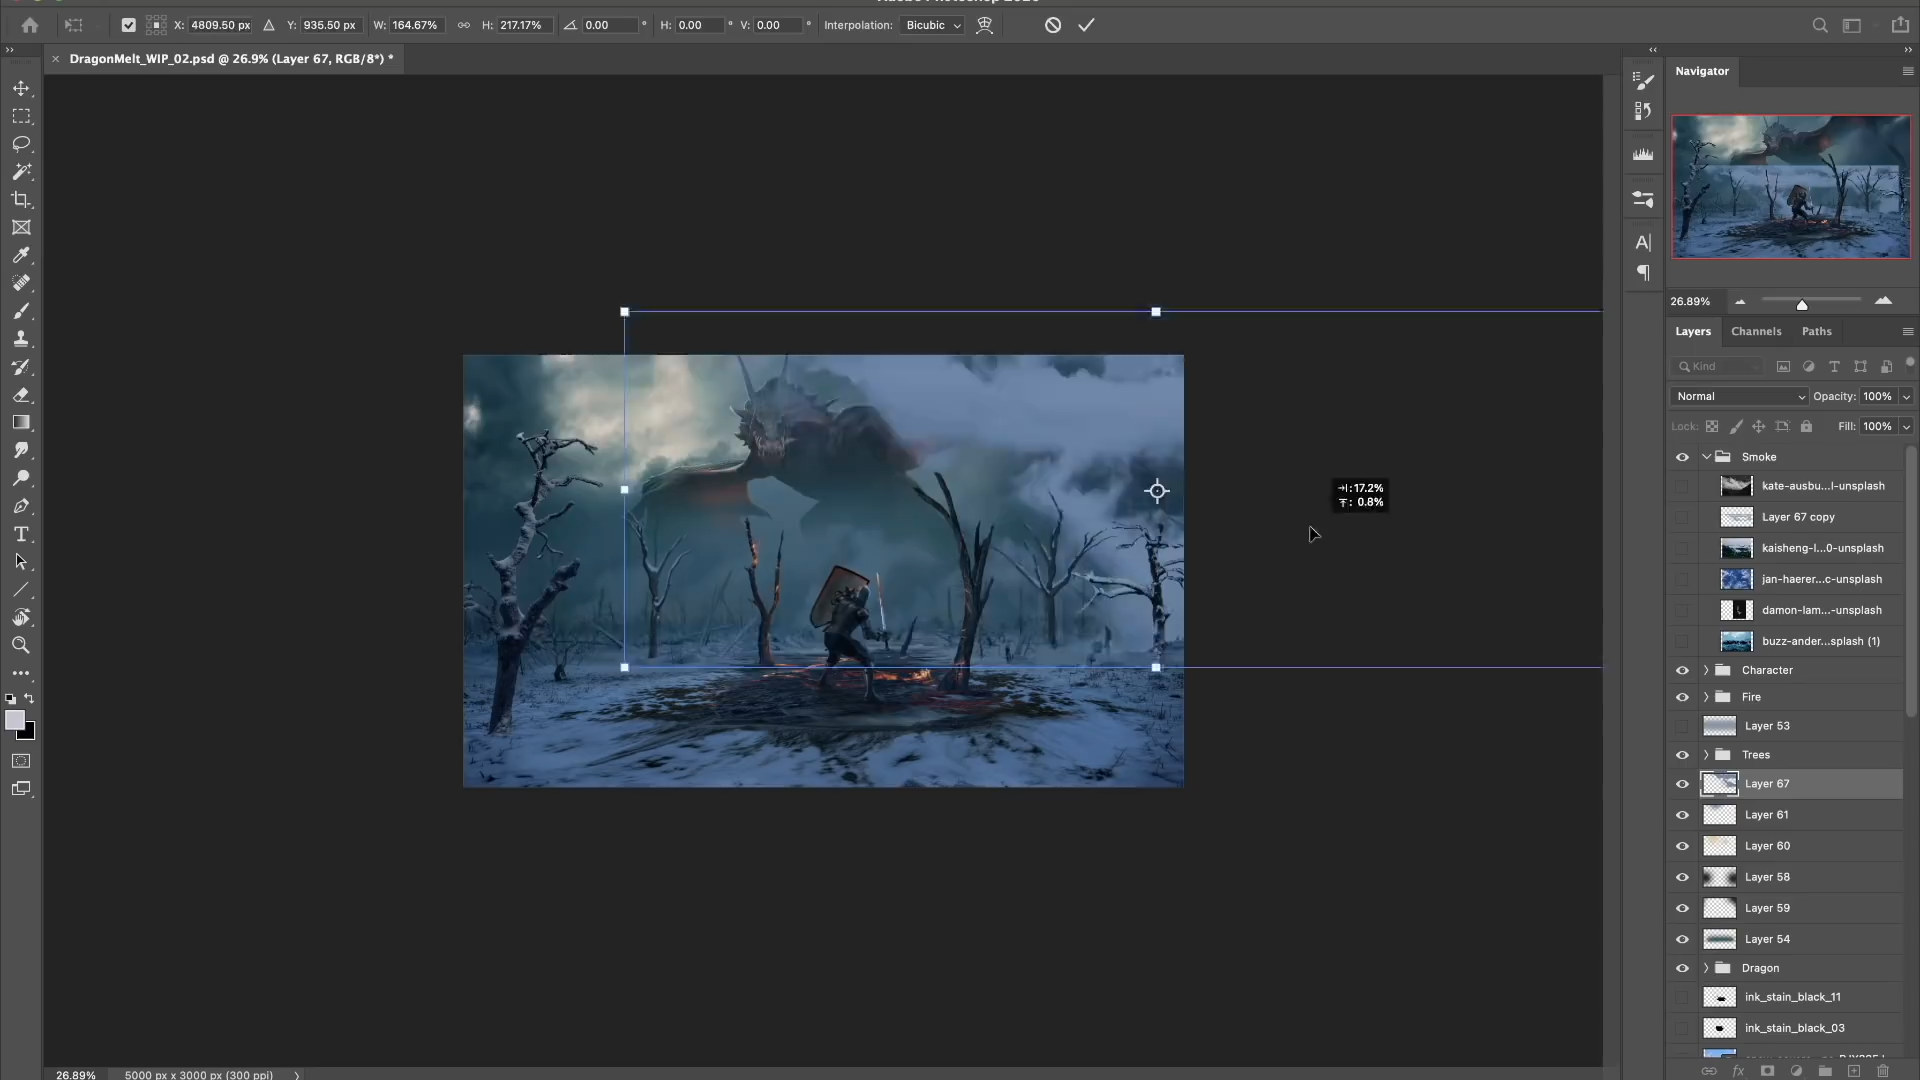 X: 4809.50 px Y: 935.50 px W: 164.67% H: 217.17% 0.00 ° H: 0.00 ° V: 0.00 ° Interpolation: Bicubic
× DragonMelt_WIP_02.psd @ 26.9% (Layer 67, RGB/8*) *
Navigator
26.89%
Layers Channels Paths
Kind
Normal Opacity: 100%
Lock: Fill: 100%
Smoke
kate-ausbu...l-unsplash
:17.2%
: 0.8%
Layer 67 copy
kaisheng-l...0-unsplash
jan-haerer...c-unsplash
damon-lam...-unsplash
buzz-ander...splash (1)
Character
Fire
Layer 53
Trees
Layer 67
Layer 61
Layer 60
Layer 58
Layer 59
Layer 54
Dragon
ink_stain_black_11
ink_stain_black_03
26.89% 5000 px x 3000 px (300 ppi)